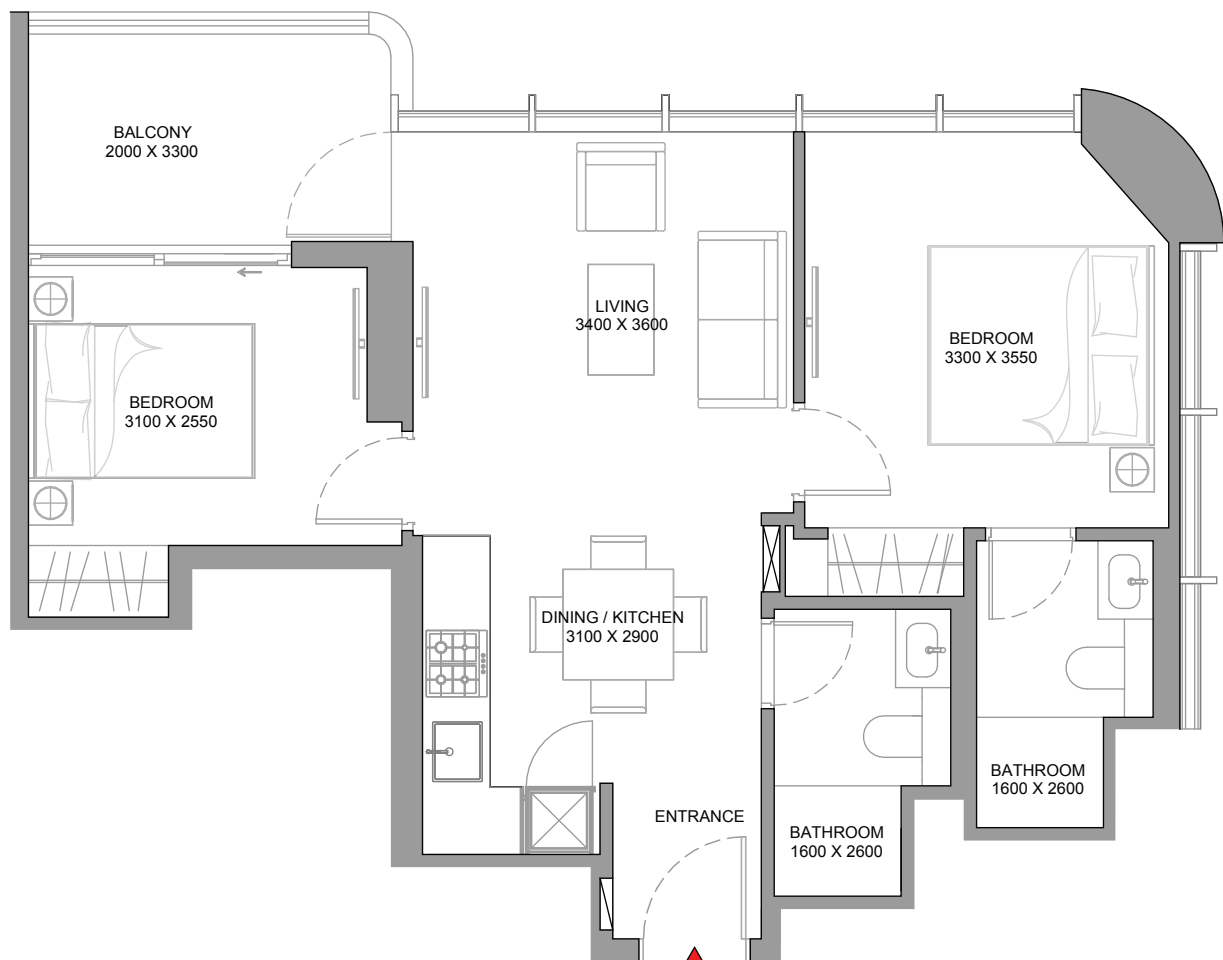 BALCONY
2000 X 3300
LIVING
3400 X 3600
BEDROOM
3300 X 3550
BEDROOM
3100 X 2550
DINING / KITCHEN
3100 X 2900
BATHROOM
1600 X 2600
ENTRANCE
BATHROOM
1600 X 2600